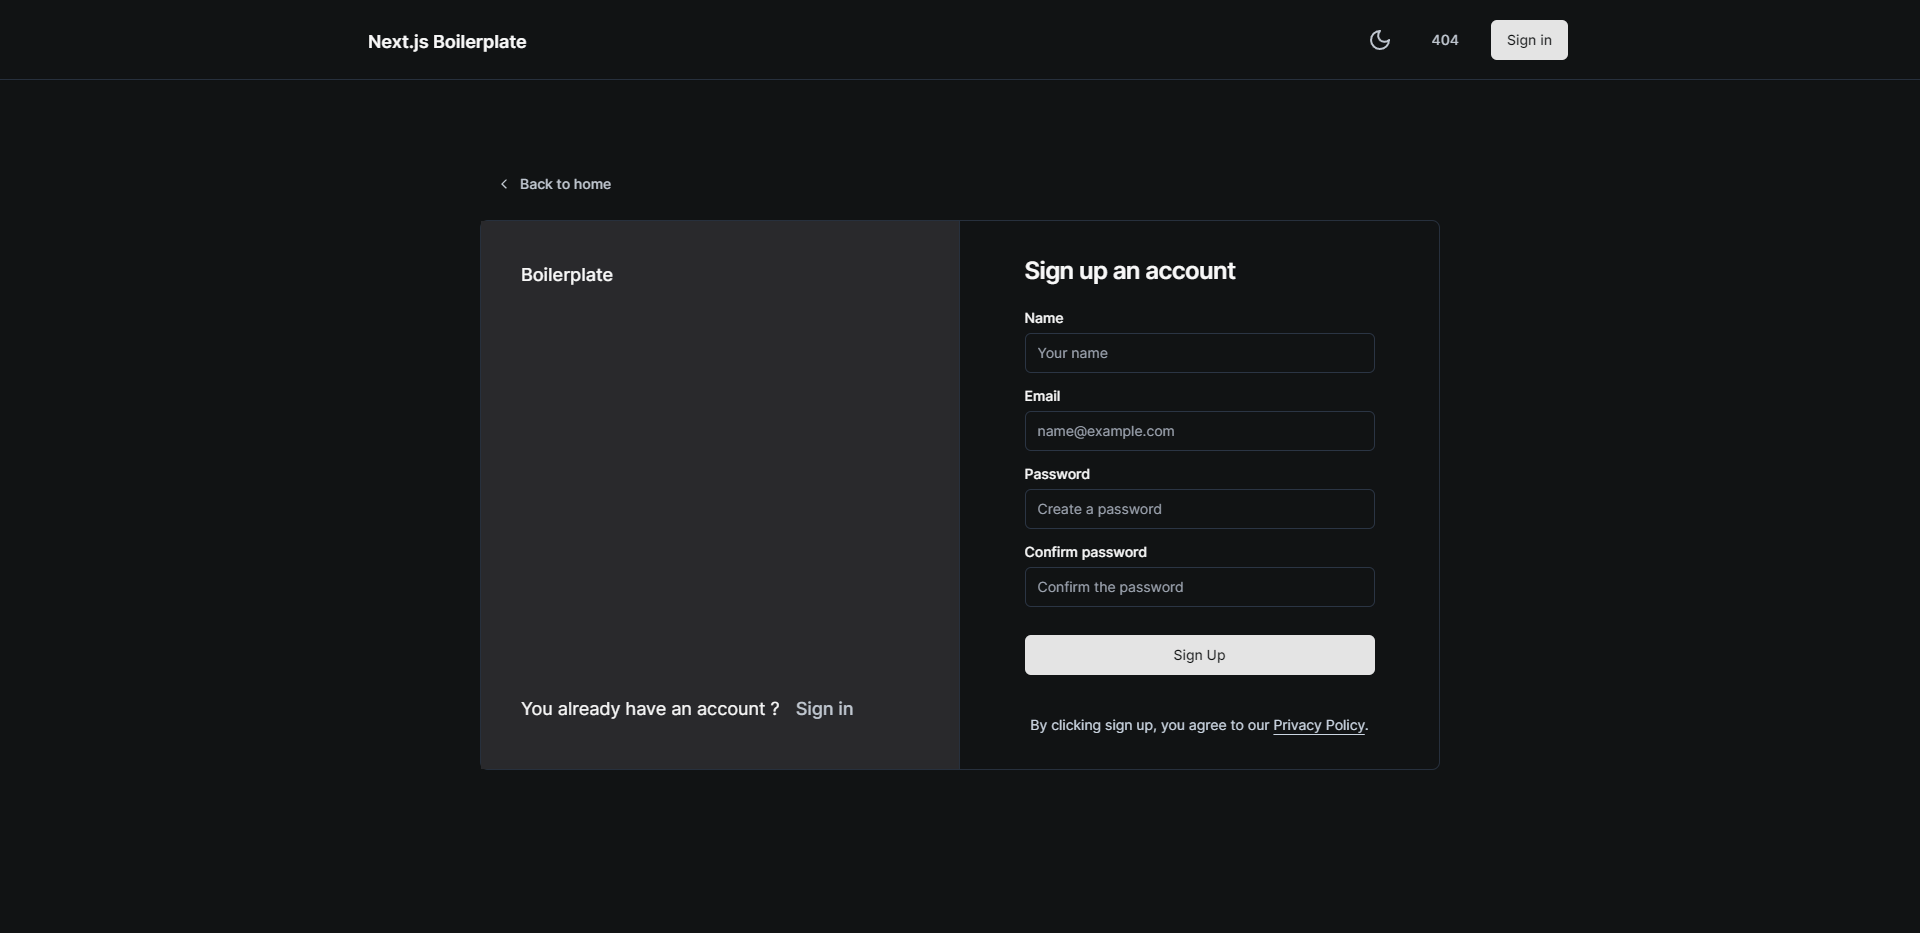 Next.js Boilerplate
404
Sign in
Back to home
Boilerplate
You already have an account ? Sign in
Sign up an account
Name
Your name
Email
name@example.com
Password
Create a password
Confirm password
Confirm the password
Sign Up
By clicking sign up, you agree to our Privacy Policy.